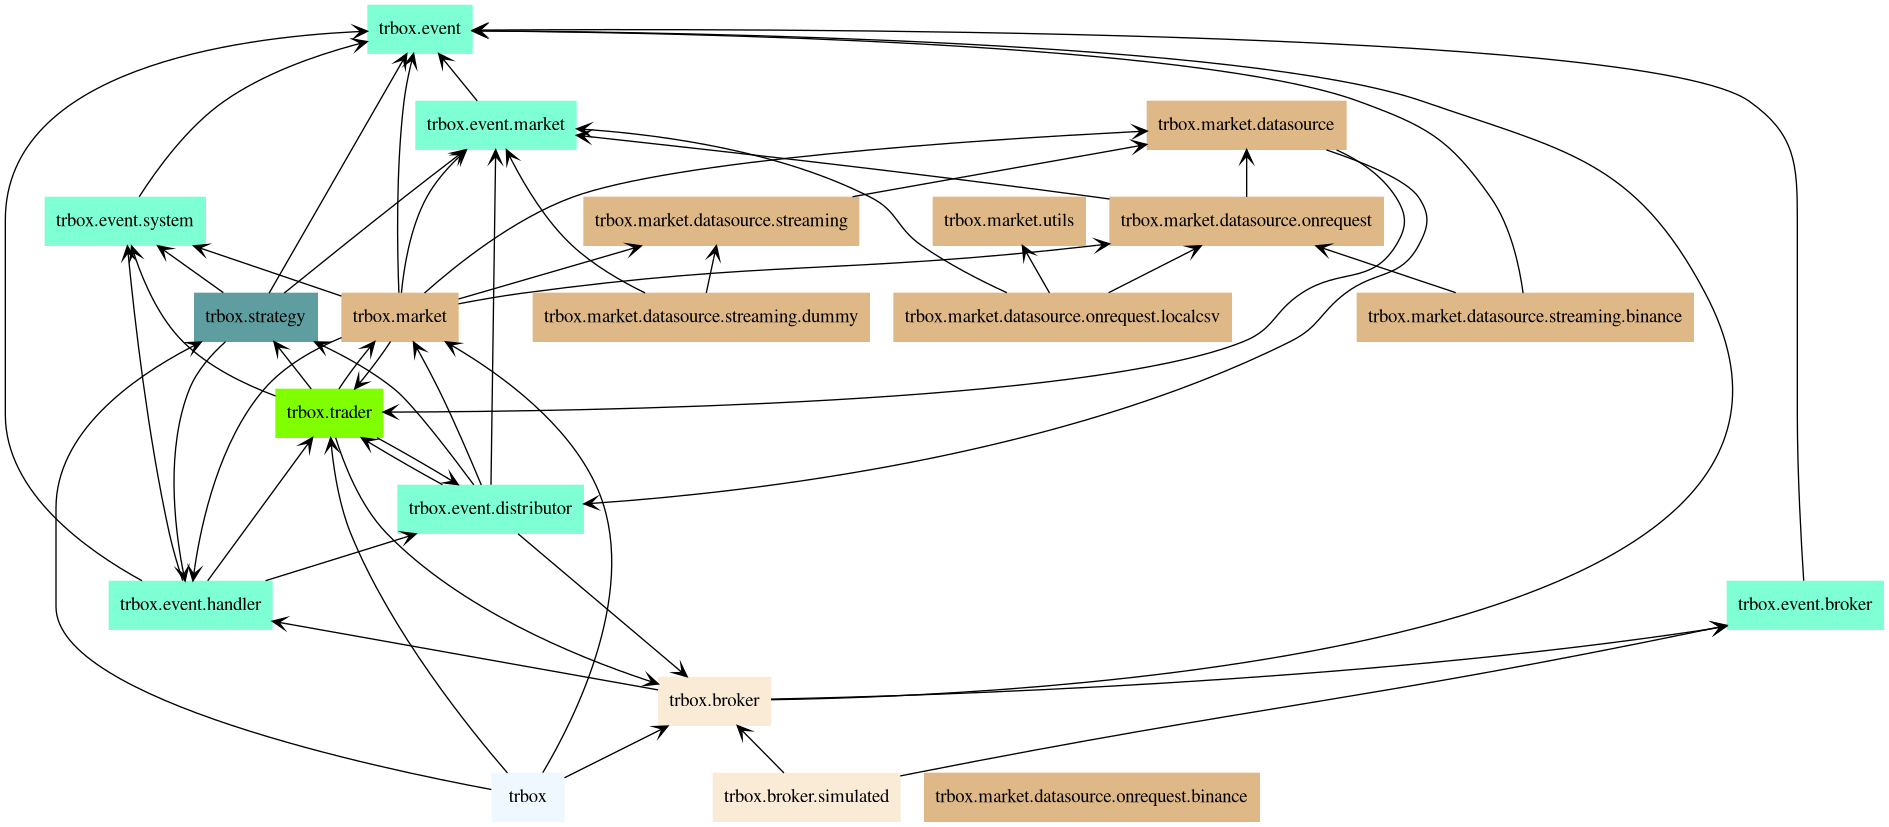 trbox.event
trbox.event.market
trbox.market.datasource
trbox.event.system
trbox.market.datasource.streaming
trbox.market.utils
trbox.market.datasource.onrequest
trbox.strategy
trbox.market
trbox.market.datasource.streaming.dummy
trbox.market.datasource.onrequest.localcsv
trbox.market.datasource.streaming.binance
trbox.trader
trbox.event.distributor
trbox.event.handler
trbox.event.broker
trbox.broker
trbox
trbox.broker.simulated
trbox.market.datasource.onrequest.binance